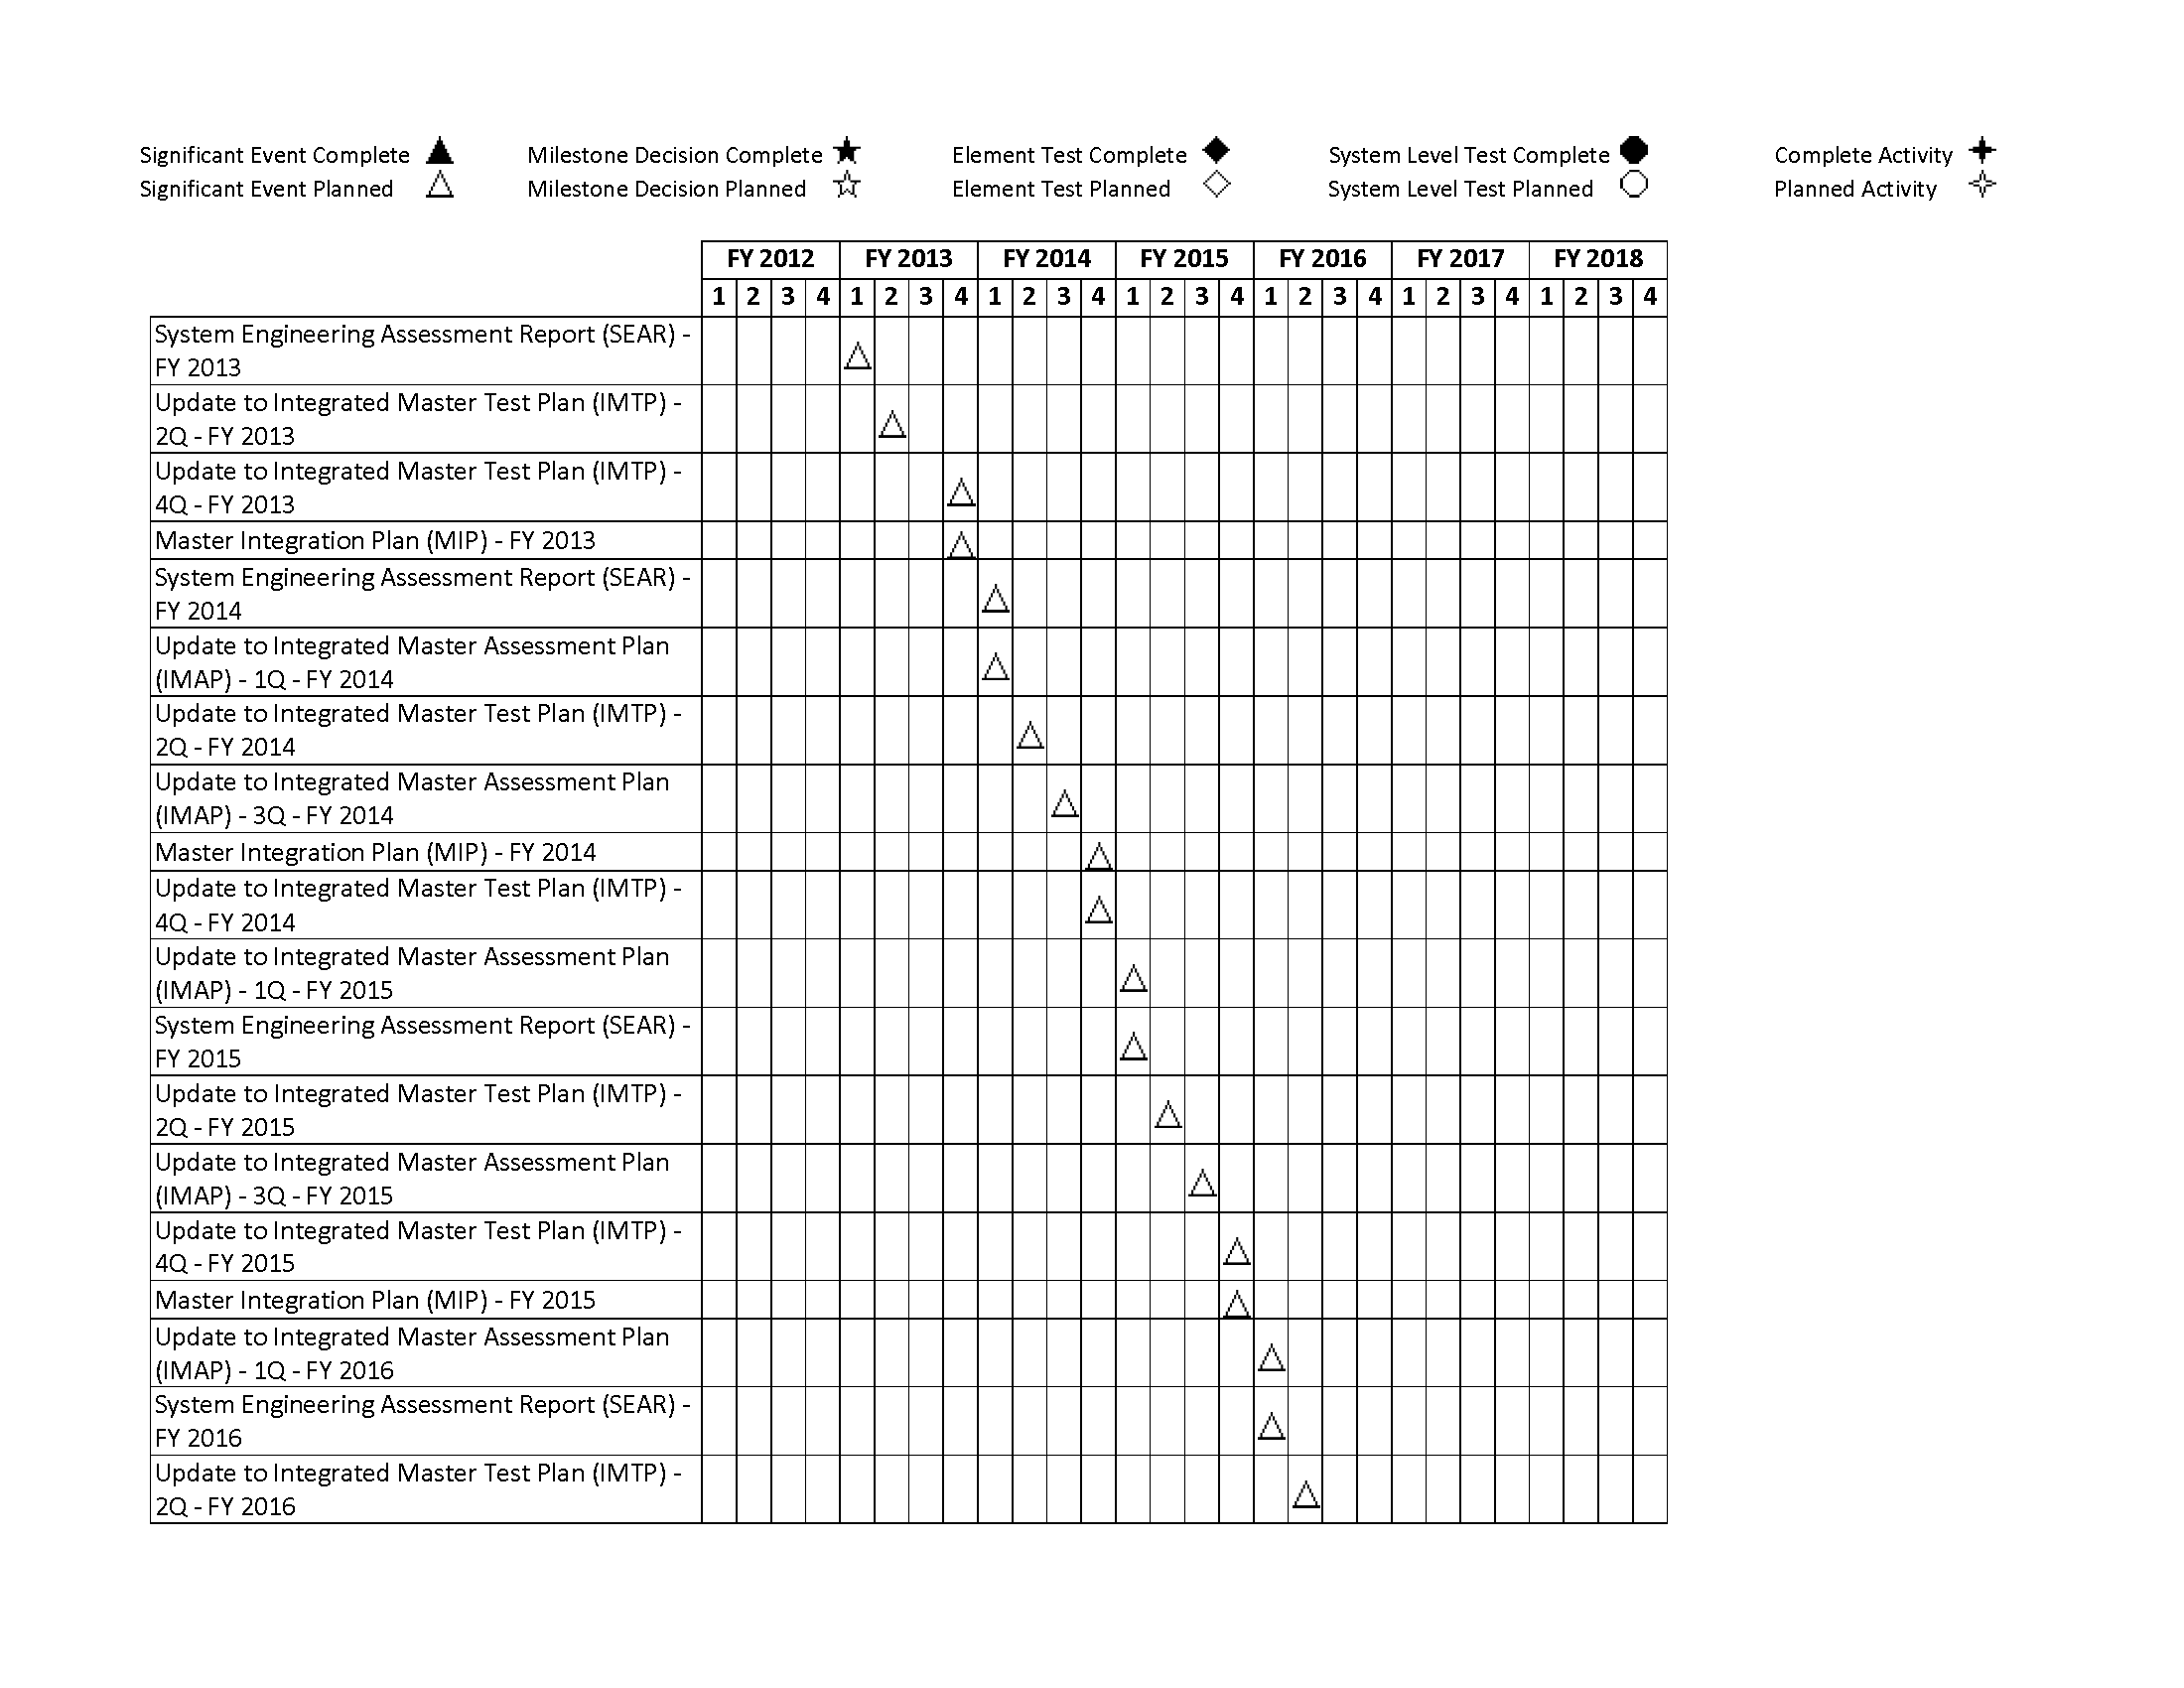 Significant Event Complete
Significant Event Planned
Milestone Decision Complete
Milestone Decision Planned
Element Test Complete
Element Test Planned
System Level Test Complete
System Level Test Planned
Complete Activity
Planned Activity
FY 2012 FY 2013 FY 2014 FY 2015 FY 2016 FY 2017 FY 2018
1 2 3 4 1 2 3 4 1 2 3 4 1 2 3 4 1 2 3 4 1 2 3 4 1 2 3 4
System Engineering Assessment Report (SEAR) -
FY 2013
Update to Integrated Master Test Plan (IMTP) -
2Q - FY 2013
Update to Integrated Master Test Plan (IMTP) -
4Q - FY 2013
Master Integration Plan (MIP) - FY 2013
System Engineering Assessment Report (SEAR) -
FY 2014
Update to Integrated Master Assessment Plan
(IMAP) - 1Q - FY 2014
Update to Integrated Master Test Plan (IMTP) -
2Q - FY 2014
Update to Integrated Master Assessment Plan
(IMAP) - 3Q - FY 2014
Master Integration Plan (MIP) - FY 2014
Update to Integrated Master Test Plan (IMTP) -
4Q - FY 2014
Update to Integrated Master Assessment Plan
(IMAP) - 1Q - FY 2015
System Engineering Assessment Report (SEAR) -
FY 2015
Update to Integrated Master Test Plan (IMTP) -
2Q - FY 2015
Update to Integrated Master Assessment Plan
(IMAP) - 3Q - FY 2015
Update to Integrated Master Test Plan (IMTP) -
4Q - FY 2015
Master Integration Plan (MIP) - FY 2015
Update to Integrated Master Assessment Plan
(IMAP) - 1Q - FY 2016
System Engineering Assessment Report (SEAR) -
FY 2016
Update to Integrated Master Test Plan (IMTP) -
2Q - FY 2016